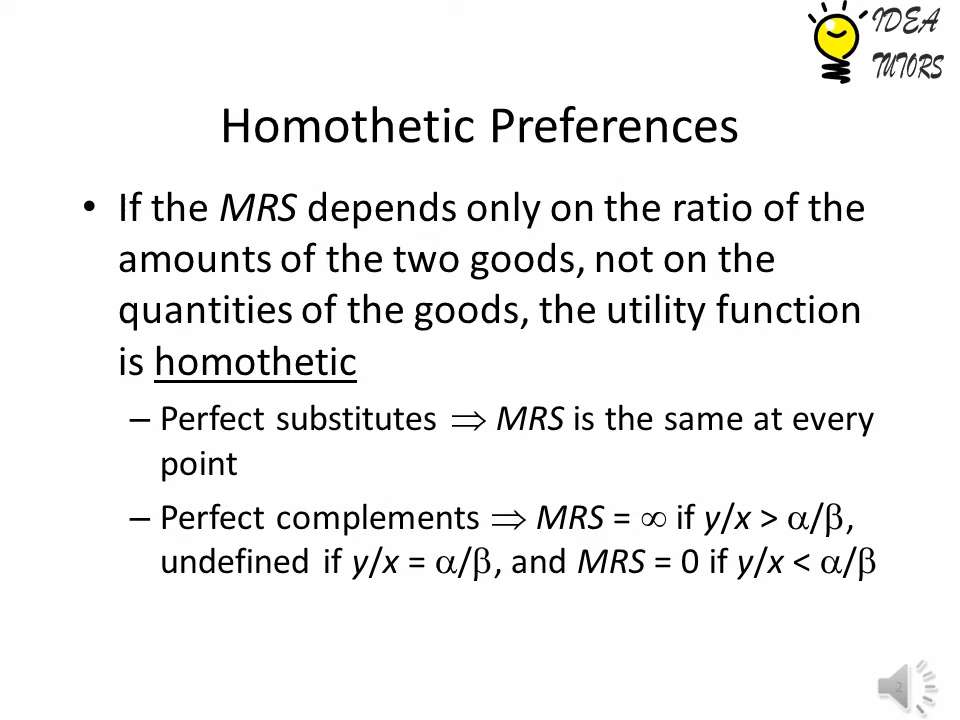 IDEA
TUTORS
Homothetic Preferences
• If the MRS depends only on the ratio of the
amounts of the two goods, not on the
quantities of the goods, the utility function
is homothetic
– Perfect substitutes ⇒ MRS is the same at every
point
– Perfect complements ⇒ MRS = ∞ if y/x > α/β,
undefined if y/x = α/β, and MRS = 0 if y/x < α/β
2